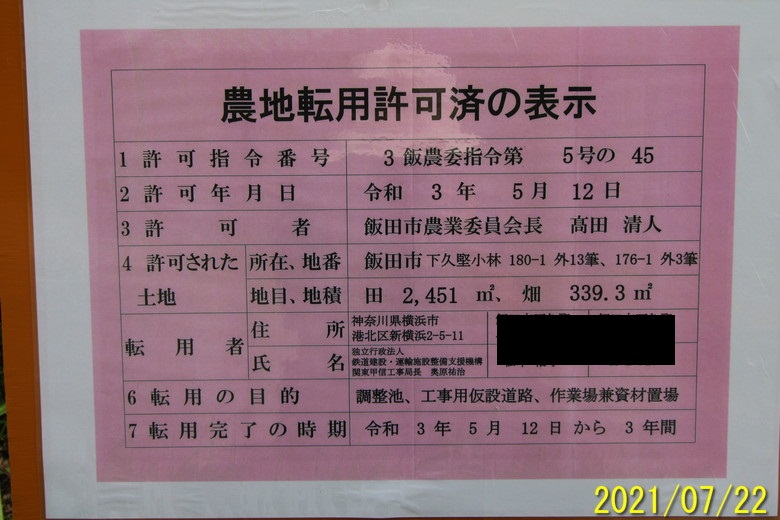 農地転用許可済の表示
1 許可指令番号 3 飯農委指令第 5号の 45
2 許可年月日 令和 3 年 5月 12日
3 許可者 飯田市農業委員会長 髙田 清人
4 許可された土地 所在、地番 飯田市 下久堅小林 180-1 外13筆、176-1 外3筆
地目、地積 田 2,451 ㎡、 畑 339.3 ㎡
転用者 住所 神奈川県横浜市
港北区新横浜2-5-11
氏名 独立行政法人
鉄道建設・運輸施設整備支援機構
関東甲信工事局長 奥原祐治
6 転用の目的 調整池、工事用仮設道路、作業場兼資材置場
7 転用完了の時期 令和 3 年 5 月 12 日 から 3 年間
2021/07/22